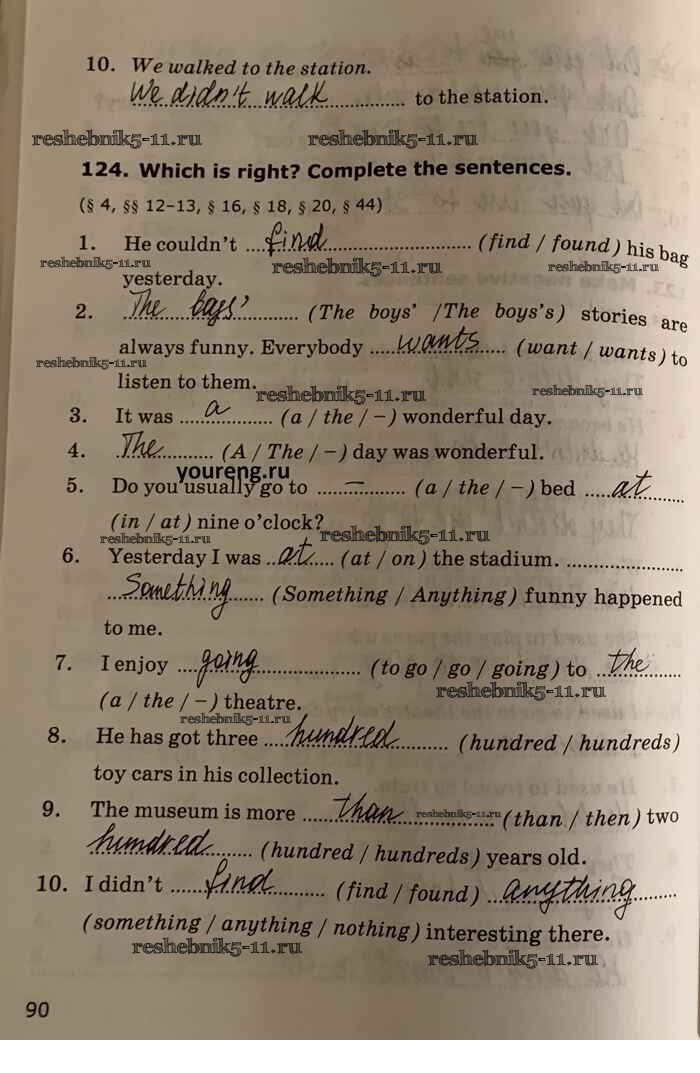 10. We walked to the station.
We didn't walk to the station.
reshebnik5-11.ru reshebnik5-11.ru
124. Which is right? Complete the sentences.
(§ 4, §§ 12–13, § 16, § 18, § 20, § 44)
1. He couldn't find (find / found) his bag
reshebnik5-11.ru reshebnik5-11.ru reshebnik5-11.ru
yesterday.
2. The boys' (The boys' /The boys's) stories are
always funny. Everybody wants (want / wants) to
reshebnik5-11.ru
listen to them.
reshebnik5-11.ru reshebnik5-11.ru
3. It was a (a / the / –) wonderful day.
4. The (A / The / –) day was wonderful.
youreng.ru
5. Do you usually go to – (a / the / –) bed at
(in / at) nine o'clock?
reshebnik5-11.ru reshebnik5-11.ru
6. Yesterday I was at (at / on) the stadium.
Something (Something / Anything) funny happened
to me.
7. I enjoy going (to go / go / going) to the
reshebnik5-11.ru
(a / the / –) theatre.
reshebnik5-11.ru
8. He has got three hundred (hundred / hundreds)
toy cars in his collection.
9. The museum is more than reshebnik5-11.ru (than / then) two
hundred (hundred / hundreds) years old.
10. I didn't find (find / found) anything
(something / anything / nothing) interesting there.
reshebnik5-11.ru reshebnik5-11.ru
90